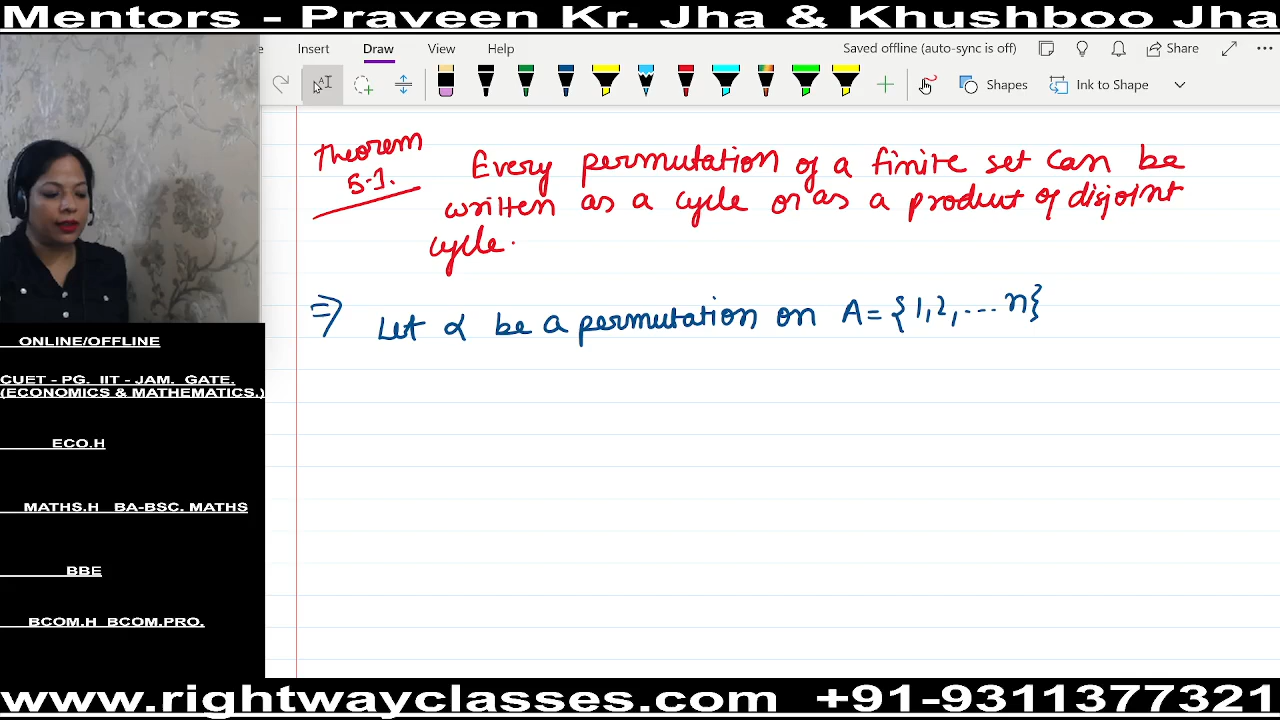 Mentors - Praveen Kr. Jha & Khushboo Jha
Insert Draw View Help
Saved offline (auto-sync is off)
Share
Shapes
Ink to Shape
Theorem
5.1.
Every permutation of a finite set can be
written as a cycle or as a product of disjoint
cycle.
⇒ Let α be a permutation on A = {1,2, ... n}
ONLINE/OFFLINE
CUET - PG. IIT - JAM. GATE.
(ECONOMICS & MATHEMATICS.)
ECO.H
MATHS.H BA-BSC. MATHS
BBE
BCOM.H BCOM.PRO.
www.rightwayclasses.com +91-9311377321